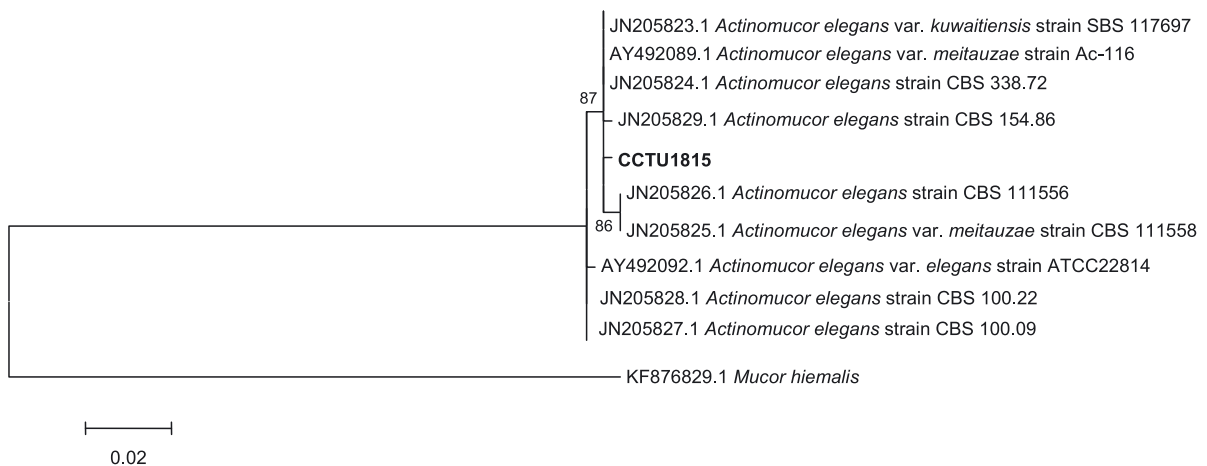 JN205823.1 Actinomucor elegans var. kuwaitiensis strain SBS 117697
AY492089.1 Actinomucor elegans var. meitauzae strain Ac-116
JN205824.1 Actinomucor elegans strain CBS 338.72
87
JN205829.1 Actinomucor elegans strain CBS 154.86
CCTU1815
JN205826.1 Actinomucor elegans strain CBS 111556
86
JN205825.1 Actinomucor elegans var. meitauzae strain CBS 111558
AY492092.1 Actinomucor elegans var. elegans strain ATCC22814
JN205828.1 Actinomucor elegans strain CBS 100.22
JN205827.1 Actinomucor elegans strain CBS 100.09
KF876829.1 Mucor hiemalis
0.02